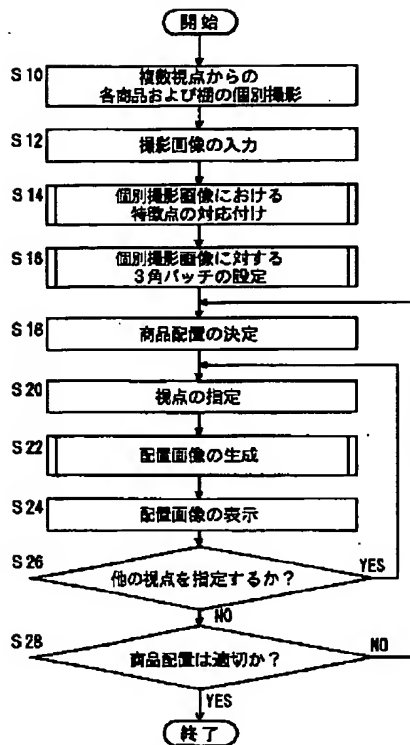 開始
S10
複数視点からの
各商品および棚の個別撮影
S12
撮影画像の入力
S14
個別撮影画像における
特徴点の対応付け
S16
個別撮影画像に対する
3角パッチの設定
S18
商品配置の決定
S20
視点の指定
S22
配置画像の生成
S24
配置画像の表示
S26
他の視点を指定するか?
YES
NO
S28
商品配置は適切か?
NO
YES
終了